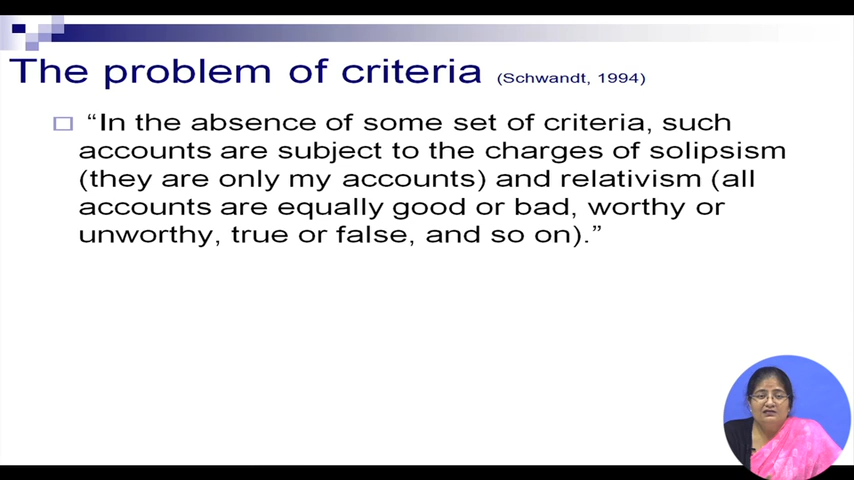 The problem of criteria (Schwandt, 1994)
“In the absence of some set of criteria, such
accounts are subject to the charges of solipsism
(they are only my accounts) and relativism (all
accounts are equally good or bad, worthy or
unworthy, true or false, and so on).”